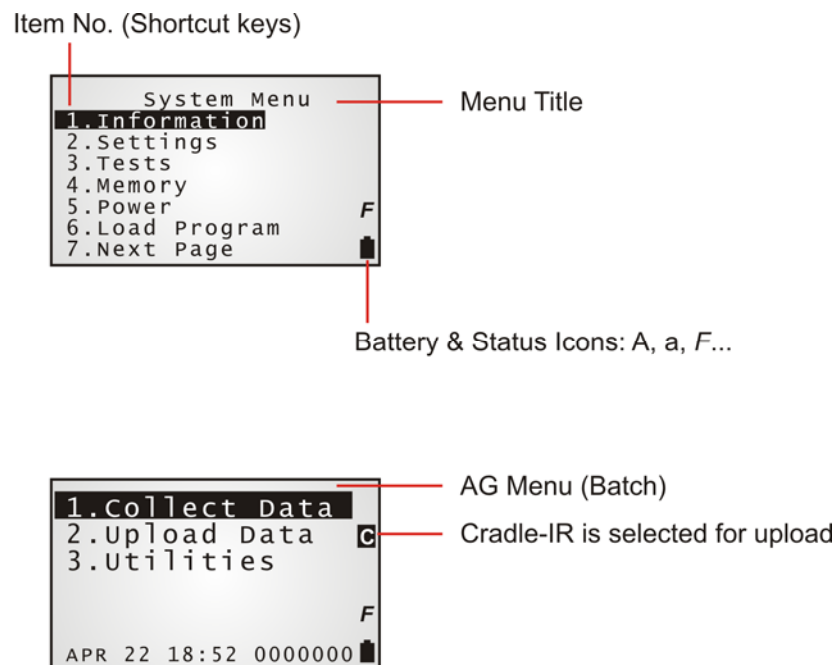 Item No. (Shortcut keys)
System Menu
Menu Title
1.Information
2.Settings
3.Tests
4.Memory
5.Power
F
6.Load Program
7.Next Page
Battery & Status Icons: A, a, F...
AG Menu (Batch)
1.Collect Data
2.Upload Data
C
Cradle-IR is selected for upload
3.Utilities
F
APR 22 18:52 0000000